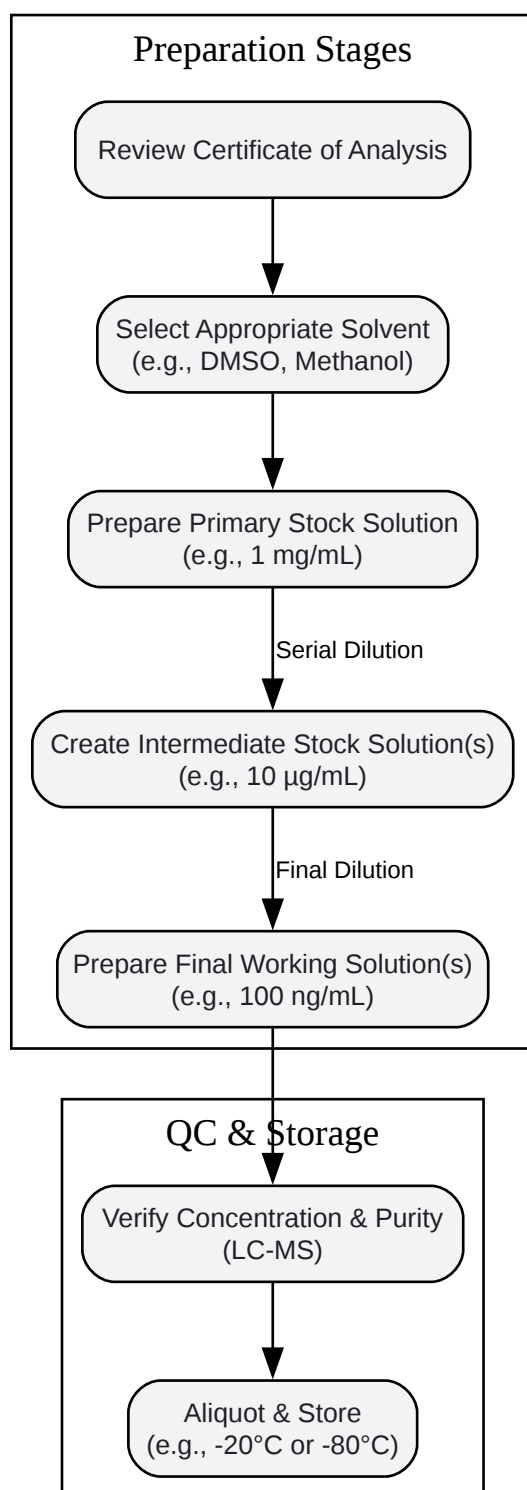 Preparation Stages
Review Certificate of Analysis
Select Appropriate Solvent
(e.g., DMSO, Methanol)
Prepare Primary Stock Solution
(e.g., 1 mg/mL)
Serial Dilution
Create Intermediate Stock Solution(s)
(e.g., 10 µg/mL)
Final Dilution
Prepare Final Working Solution(s)
(e.g., 100 ng/mL)
QC & Storage
Verify Concentration & Purity
(LC-MS)
Aliquot & Store
(e.g., -20°C or -80°C)